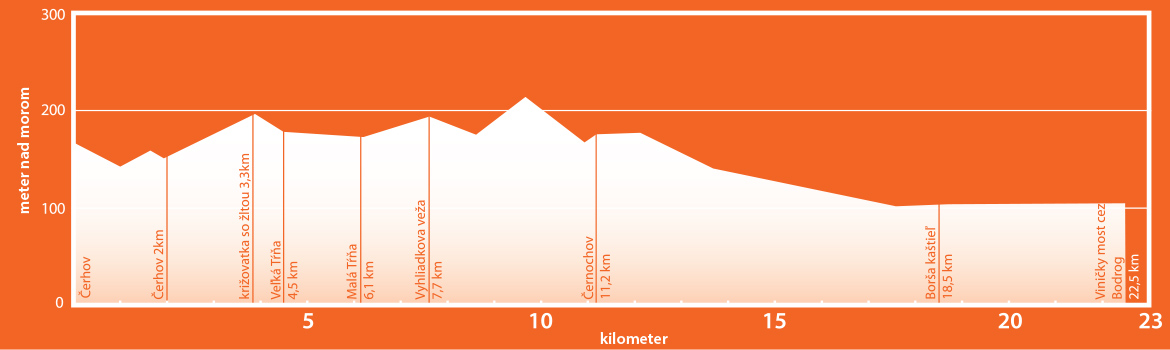 300
200
100
0
meter nad morom
Čerhov
Čerhov 2km
križovatka so žltou 3,3km
Veľká Tŕňa
4,5 km
Malá Tŕňa
6,1 km
Vyhliadkova veža
7,7 km
Černochov
11,2 km
Borša kaštieľ
18,5 km
Viničky most cez
Bodrog
22,5 km
5
10
15
20
23
kilometer